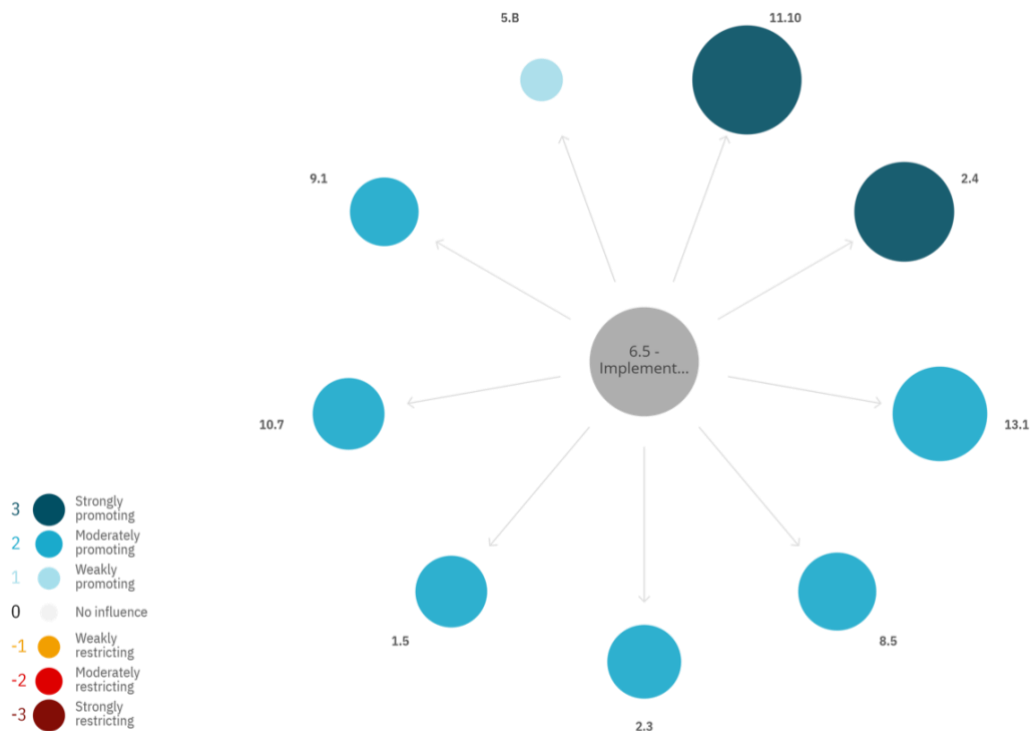 5.B
11.10
9.1
2.4
6.5 -
Implement...
10.7
13.1
1.5
8.5
2.3
3 Strongly
promoting
2 Moderately
promoting
1 Weakly
promoting
0 No influence
-1 Weakly
restricting
-2 Moderately
restricting
-3 Strongly
restricting